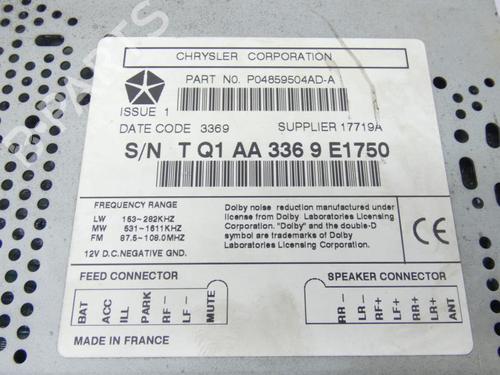 CHRYSLER CORPORATION
PART NO. P04859504AD-A
ISSUE 1
DATE CODE 3369 SUPPLIER 17719A
S/N T Q1 AA 336 9 E1750
FREQUENCY RANGE
LW 153-282KHZ
MW 531-1611KHZ
FM 87.5-108.0MHZ
12V D.C.NEGATIVE GND.
Dolby noise reduction manufactured under
license from Dolby Laboratories Licensing
Corporation. "Dolby" and the double-D
symbol are trademarks of Dolby
Laboratories Licensing Corporation.
CE
FEED CONNECTOR
BAT
ACC
ILL
PARK
RF-
LF-
MUTE
SPEAKER CONNECTOR
RR-
LR-
RF+
LF+
RR+
LR+
ANT
MADE IN FRANCE
B-PARTS